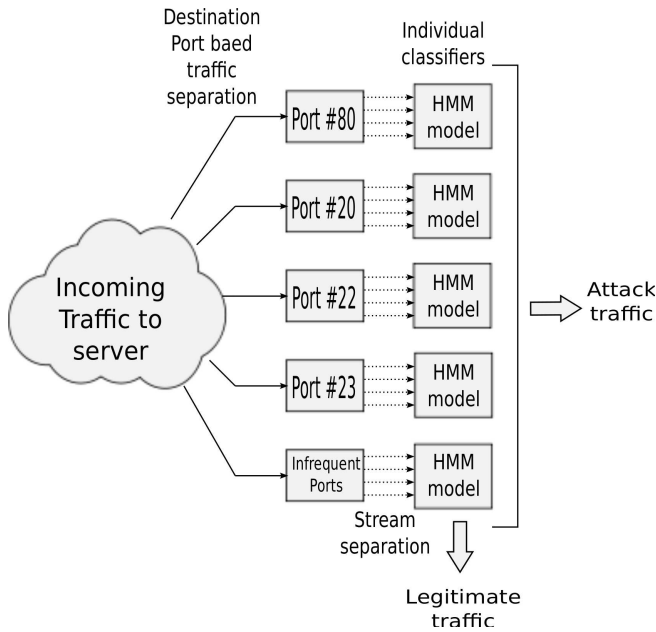 Destination
Port baed
traffic
separation
Individual
classifiers
Port #80
HMM
model
Port #20
HMM
model
Incoming
Traffic to
server
Port #22
HMM
model
Attack
traffic
Port #23
HMM
model
Infrequent
Ports
HMM
model
Stream
separation
Legitimate
traffic